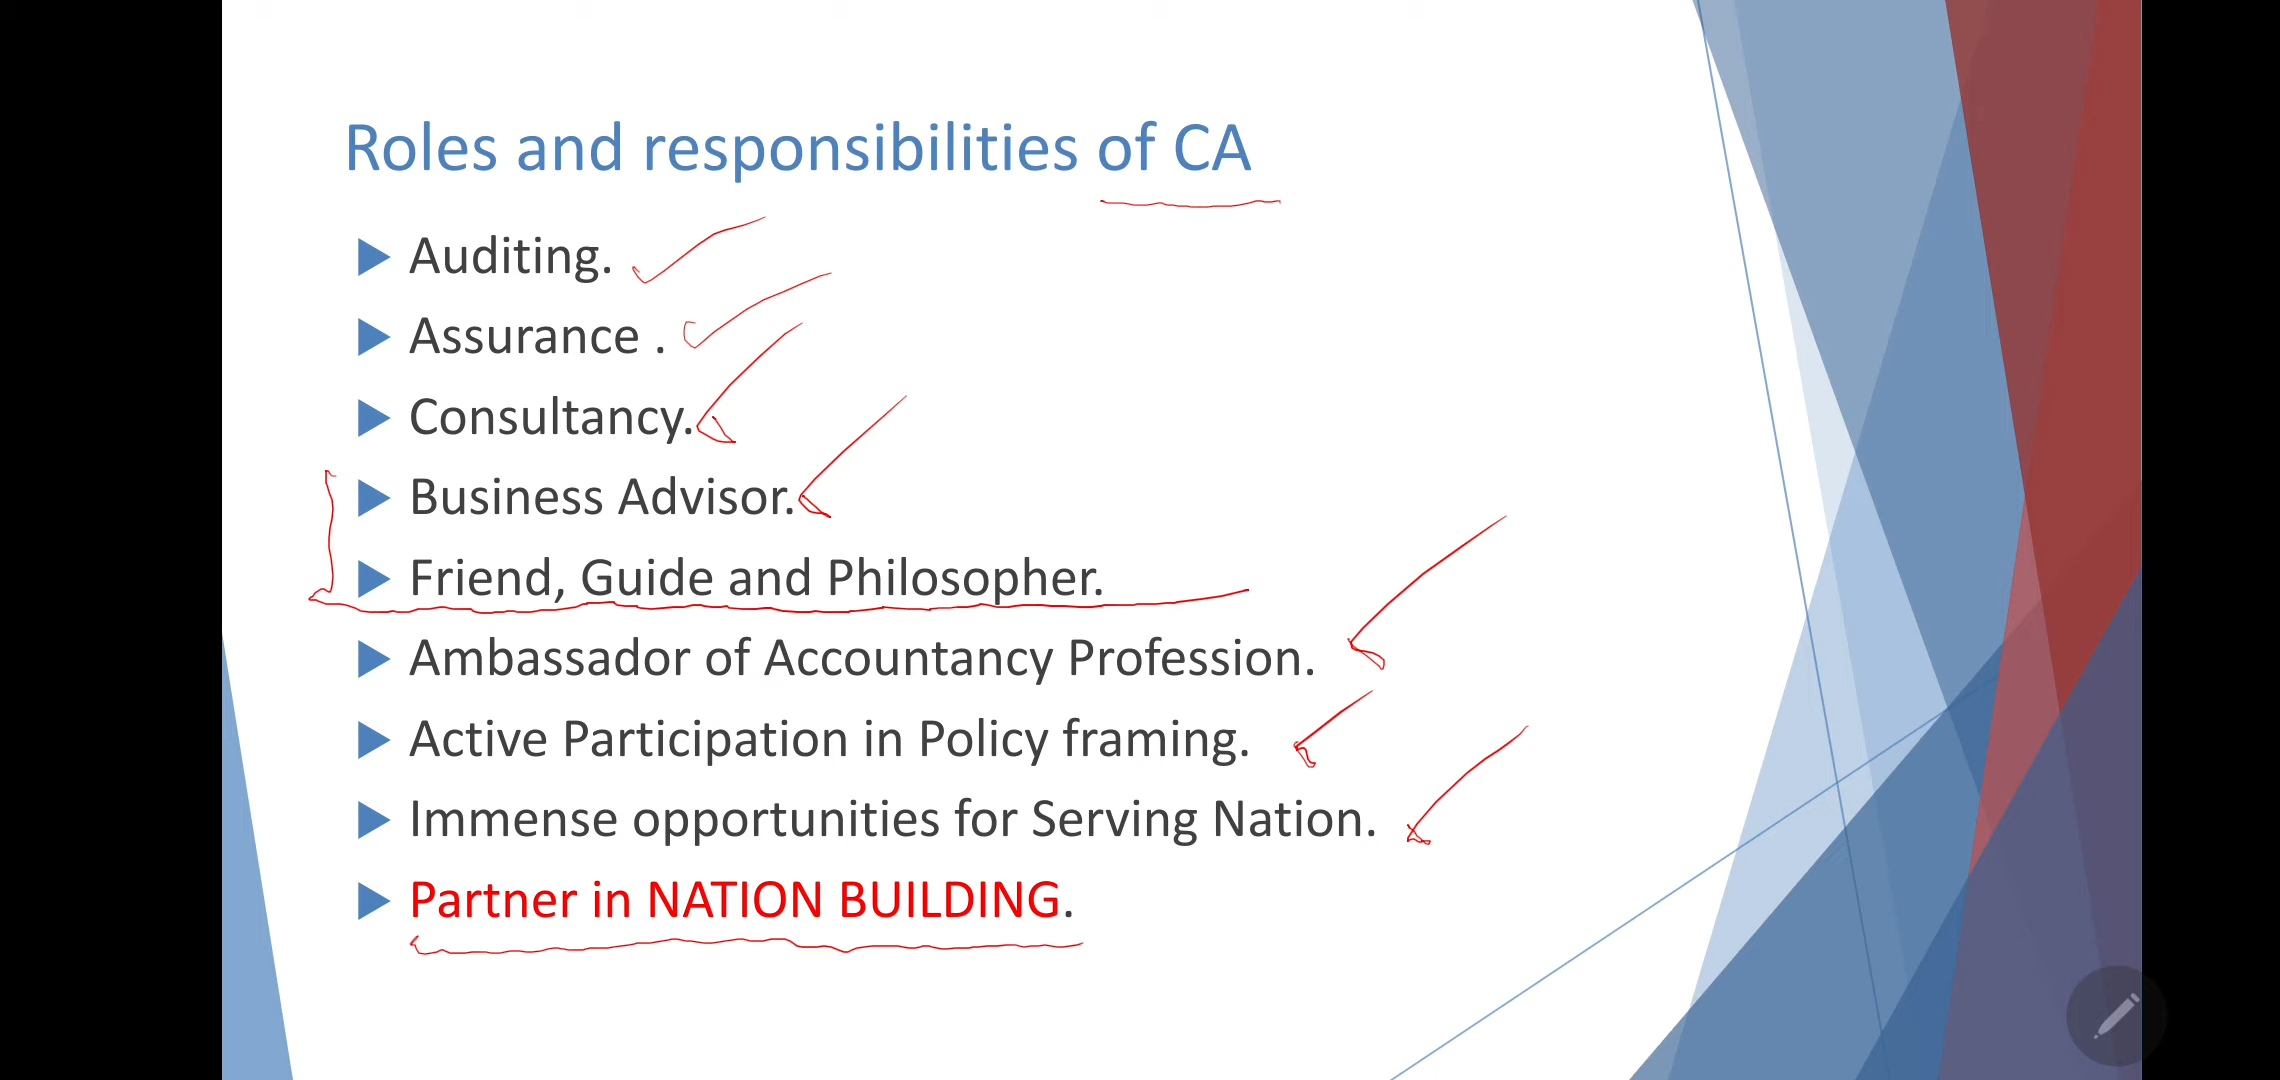 Roles and responsibilities of CA
Auditing.
Assurance .
Consultancy.
Business Advisor.
Friend, Guide and Philosopher.
Ambassador of Accountancy Profession.
Active Participation in Policy framing.
Immense opportunities for Serving Nation.
Partner in NATION BUILDING.